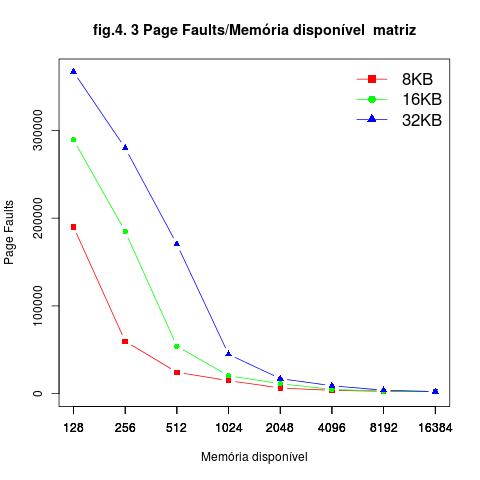 fig.4. 3 Page Faults/Memória disponível  matriz
8KB
16KB
32KB
Page Faults
300000
200000
100000
0
128 256 512 1024 2048 4096 8192 16384
Memória disponível